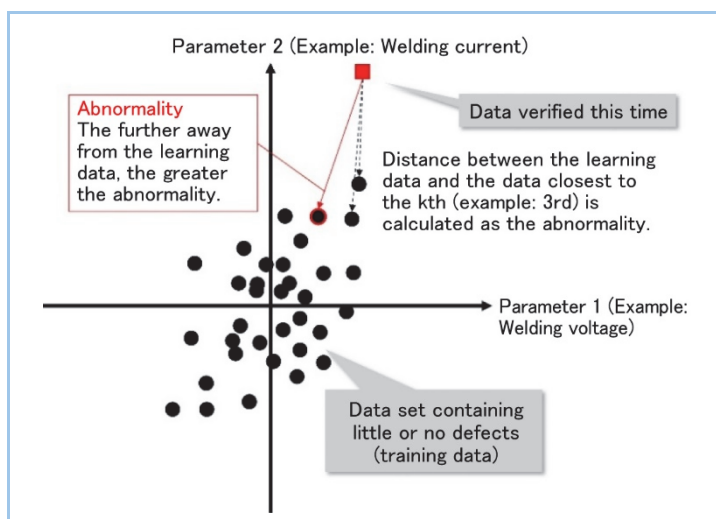 Parameter 2 (Example: Welding current)
Abnormality
The further away
from the learning
data, the greater
the abnormality.
Data verified this time
Distance between the learning
data and the data closest to
the kth (example: 3rd) is
calculated as the abnormality.
Parameter 1 (Example:
Welding voltage)
Data set containing
little or no defects
(training data)